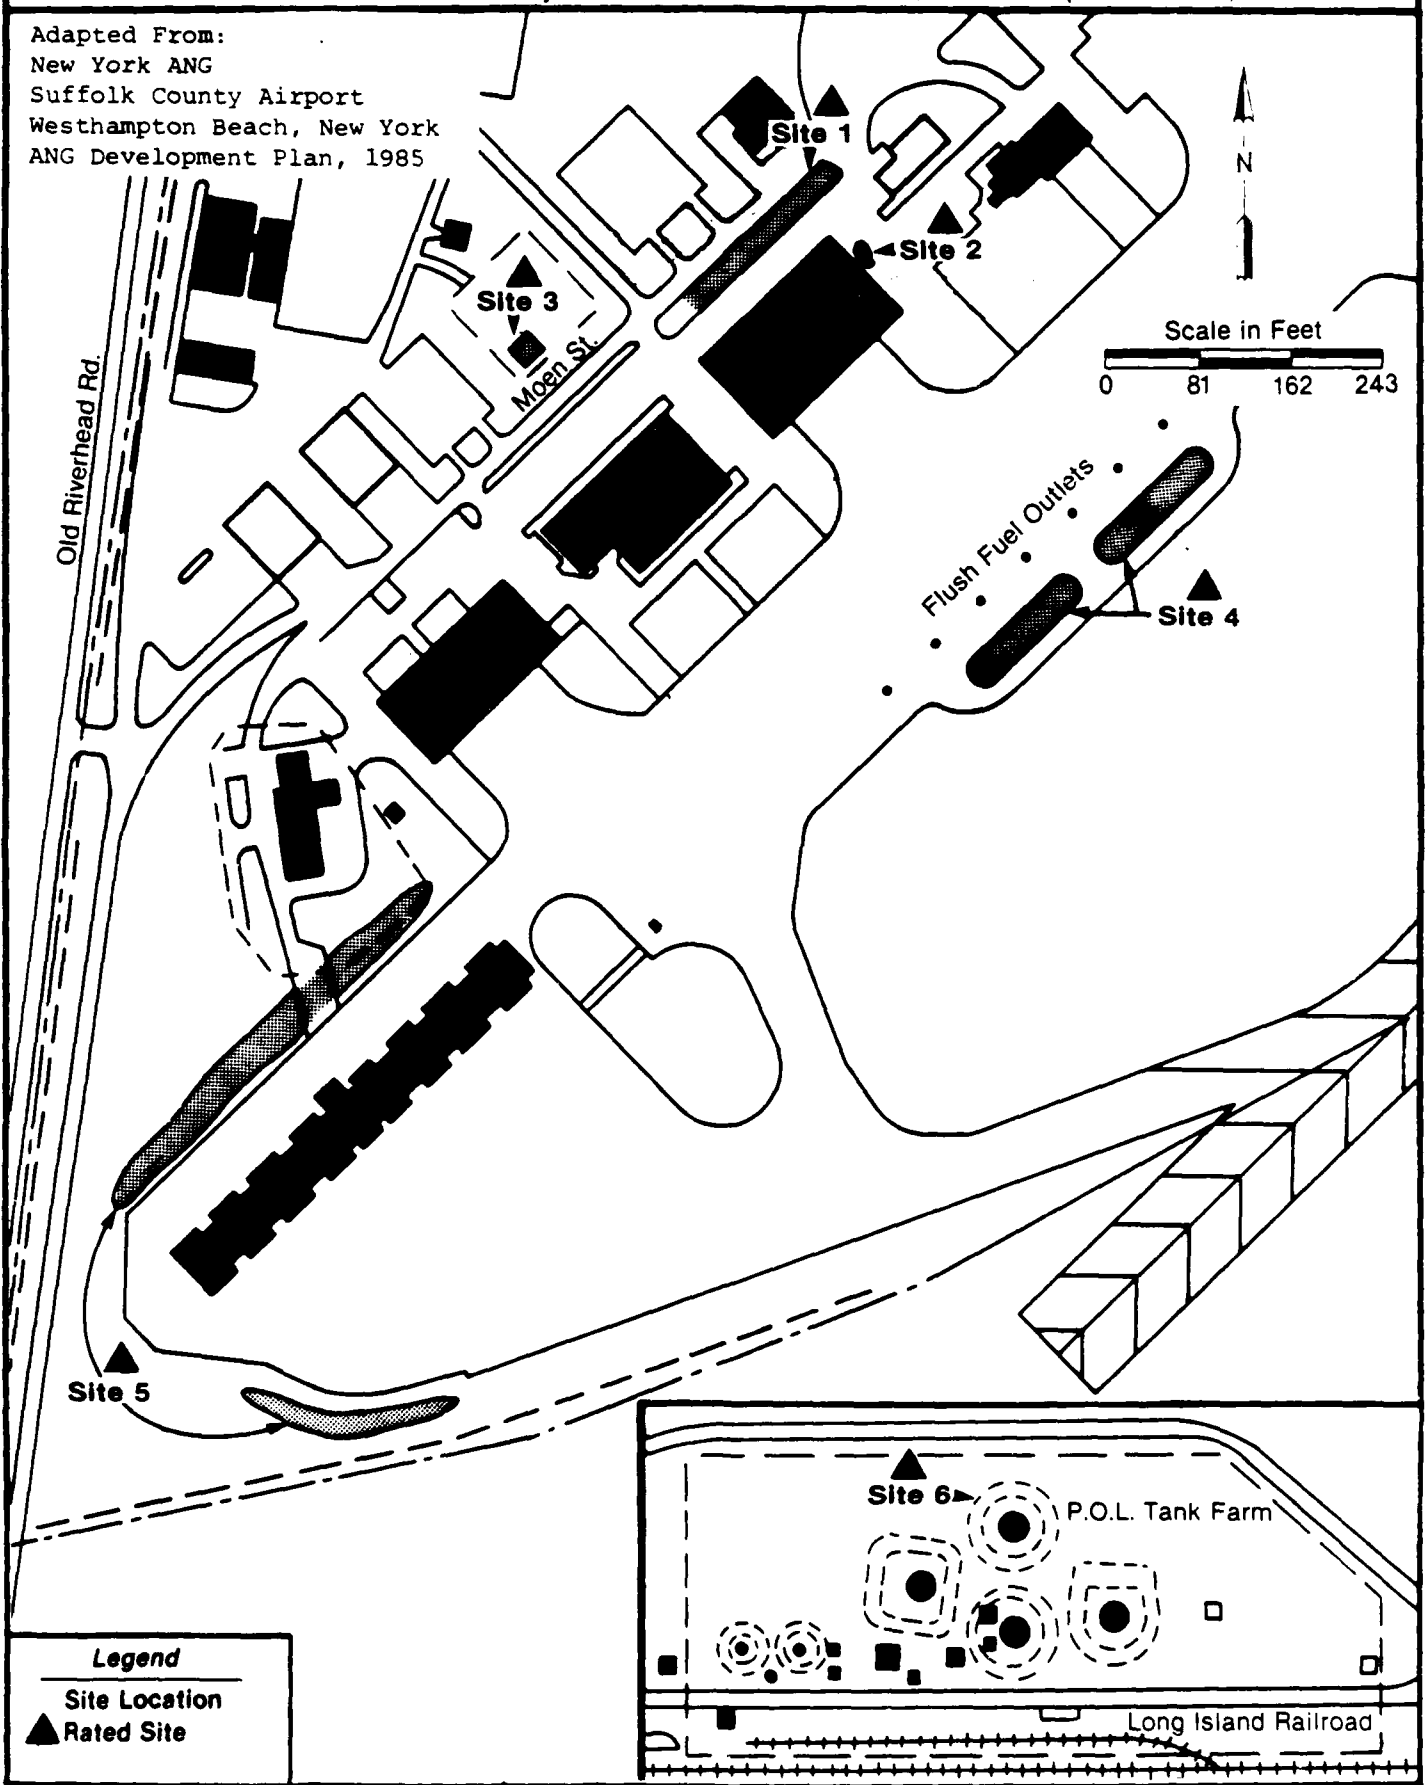 Adapted From:
New York ANG
Suffolk County Airport
Westhampton Beach, New York
ANG Development Plan, 1985
Site 1
N
Site 2
Site 3
Moen St.
Scale in Feet
0 81 162 243
Old Riverhead Rd.
Flush Fuel Outlets
Site 4
Site 5
Site 6
P.O.L. Tank Farm
Long Island Railroad
Legend
Site Location
Rated Site